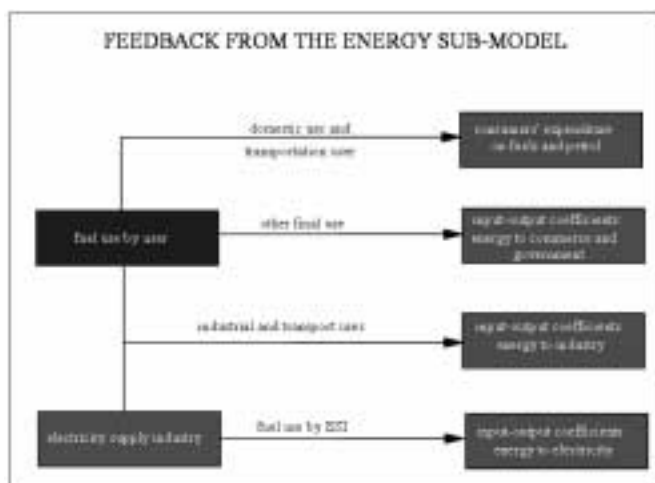 FEEDBACK FROM THE ENERGY SUB-MODEL
domestic use and
transportation user
consumers' expenditure
on fuels and petrol
fuel use by user
other final use
input-output coefficients
energy to commerce and
government
industrial and transport user
input-output coefficients
energy to industry
electricity supply industry
fuel use by ESI
input-output coefficients
energy to electricity